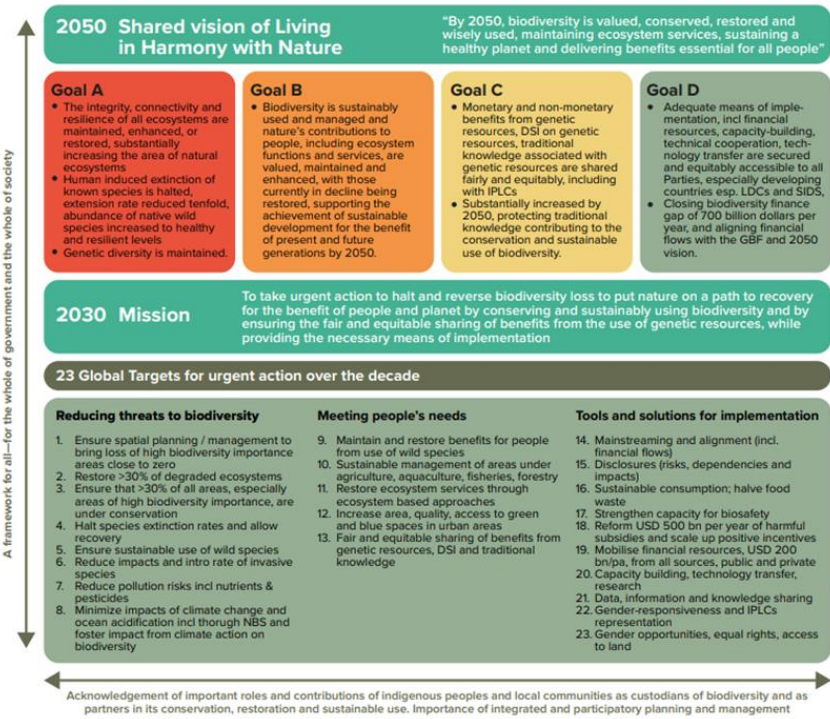 2050 Shared vision of Living
in Harmony with Nature
“By 2050, biodiversity is valued, conserved, restored and
wisely used, maintaining ecosystem services, sustaining a
healthy planet and delivering benefits essential for all people”
Goal A
• The integrity, connectivity and
resilience of all ecosystems are
maintained, enhanced, or
restored, substantially
increasing the area of natural
ecosystems
• Human induced extinction of
known species is halted,
extension rate reduced tenfold,
abundance of native wild
species increased to healthy
and resilient levels
• Genetic diversity is maintained.
Goal B
• Biodiversity is sustainably
used and managed and
nature’s contributions to
people, including ecosystem
functions and services, are
valued, maintained and
enhanced, with those
currently in decline being
restored, supporting the
achievement of sustainable
development for the benefit
of present and future
generations by 2050.
Goal C
• Monetary and non-monetary
benefits from genetic
resources, DSI on genetic
resources, traditional
knowledge associated with
genetic resources are shared
fairly and equitably, including
with IPLCs
• Substantially increased by
2050, protecting traditional
knowledge contributing to the
conservation and sustainable
use of biodiversity.
Goal D
• Adequate means of imple-
mentation, incl financial
resources, capacity-building,
technical cooperation, tech-
nology transfer are secured
and equitably accessible to all
Parties, especially developing
countries esp. LDCs and SIDS,
• Closing biodiversity finance
gap of 700 billion dollars per
year, and aligning financial
flows with the GBF and 2050
vision.
2030 Mission
To take urgent action to halt and reverse biodiversity loss to put nature on a path to recovery
for the benefit of people and planet by conserving and sustainably using biodiversity and by
ensuring the fair and equitable sharing of benefits from the use of genetic resources, while
providing the necessary means of implementation
23 Global Targets for urgent action over the decade
Reducing threats to biodiversity
1. Ensure spatial planning / management to
bring loss of high biodiversity importance
areas close to zero
2. Restore >30% of degraded ecosystems
3. Ensure that >30% of all areas, especially
areas of high biodiversity importance, are
under conservation
4. Halt species extinction rates and allow
recovery
5. Ensure sustainable use of wild species
6. Reduce impacts and intro rate of invasive
species
7. Reduce pollution risks incl nutrients &
pesticides
8. Minimize impacts of climate change and
ocean acidification incl thorugh NBS and
foster impact from climate action on
biodiversity
Meeting people’s needs
9. Maintain and restore benefits for people
from use of wild species
10. Sustainable management of areas under
agriculture, aquaculture, fisheries, forestry
11. Restore ecosystem services through
ecosystem based approaches
12. Increase area, quality, access to green
and blue spaces in urban areas
13. Fair and equitable sharing of benefits from
genetic resources, DSI and traditional
knowledge
Tools and solutions for implementation
14. Mainstreaming and alignment (incl.
financial flows)
15. Disclosures (risks, dependencies and
impacts)
16. Sustainable consumption; halve food
waste
17. Strengthen capacity for biosafety
18. Reform USD 500 bn per year of harmful
subsidies and scale up positive incentives
19. Mobilise financial resources, USD 200
bn/pa, from all sources, public and private
20. Capacity building, technology transfer,
research
21. Data, information and knowledge sharing
22. Gender-responsiveness and IPLCs
representation
23. Gender opportunities, equal rights, access
to land
A framework for all—for the whole of government and the whole of society
Acknowledgement of important roles and contributions of indigenous peoples and local communities as custodians of biodiversity and as
partners in its conservation, restoration and sustainable use. Importance of integrated and participatory planning and management